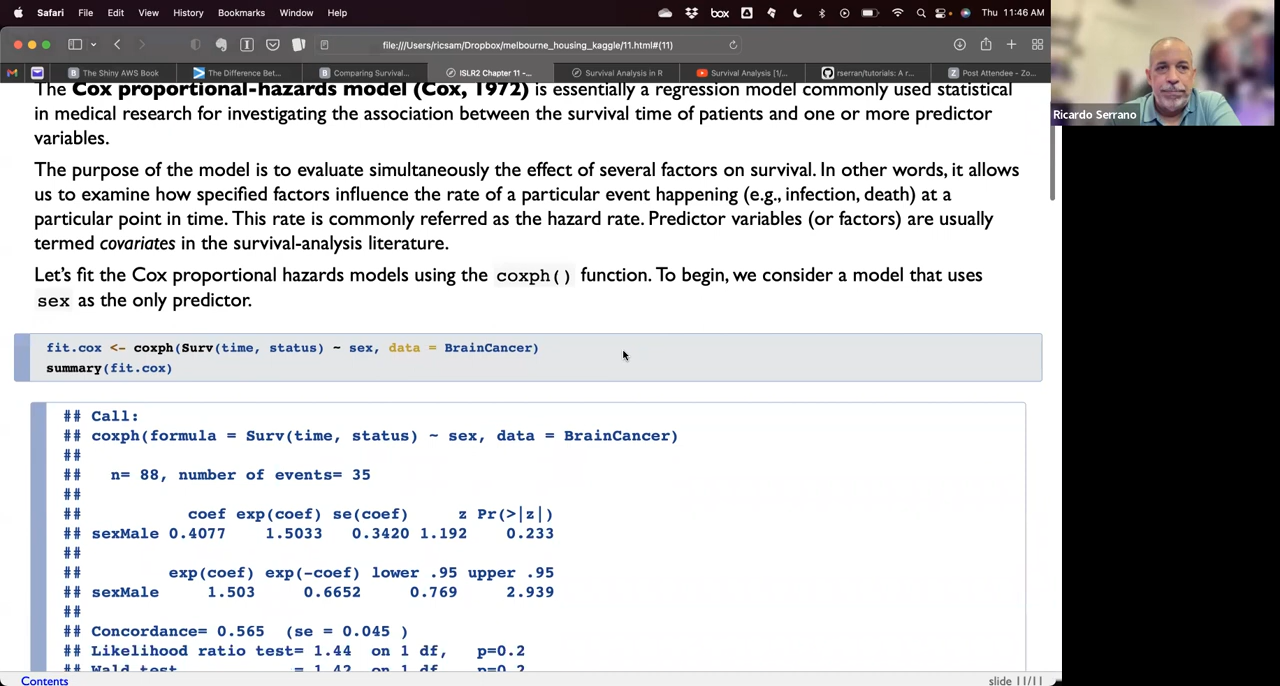 Safari File Edit View History Bookmarks Window Help box Thu 11:46 AM
file:///Users/ricsam/Dropbox/melbourne_housing_kaggle/11.html#(11)
The Shiny AWS Book The Difference Bet... Comparing Survival... ISLR2 Chapter 11 -... Survival Analysis in R Survival Analysis [1/... rserran/tutorials: A r... Post Attendee - Zo...
Ricardo Serrano
The Cox proportional-hazards model (Cox, 1972) is essentially a regression model commonly used statistical
in medical research for investigating the association between the survival time of patients and one or more predictor
variables.
The purpose of the model is to evaluate simultaneously the effect of several factors on survival. In other words, it allows
us to examine how specified factors influence the rate of a particular event happening (e.g., infection, death) at a
particular point in time. This rate is commonly referred as the hazard rate. Predictor variables (or factors) are usually
termed covariates in the survival-analysis literature.
Let's fit the Cox proportional hazards models using the coxph() function. To begin, we consider a model that uses
sex as the only predictor.
fit.cox <- coxph(Surv(time, status) ~ sex, data = BrainCancer)
summary(fit.cox)
## Call:
## coxph(formula = Surv(time, status) ~ sex, data = BrainCancer)
##
## n= 88, number of events= 35
##
## coef exp(coef) se(coef) z Pr(>|z|)
## sexMale 0.4077 1.5033 0.3420 1.192 0.233
##
## exp(coef) exp(-coef) lower .95 upper .95
## sexMale 1.503 0.6652 0.769 2.939
##
## Concordance= 0.565 (se = 0.045 )
## Likelihood ratio test= 1.44 on 1 df, p=0.2
## Wald test = 1.42 on 1 df, p=0.2
Contents slide 11/11